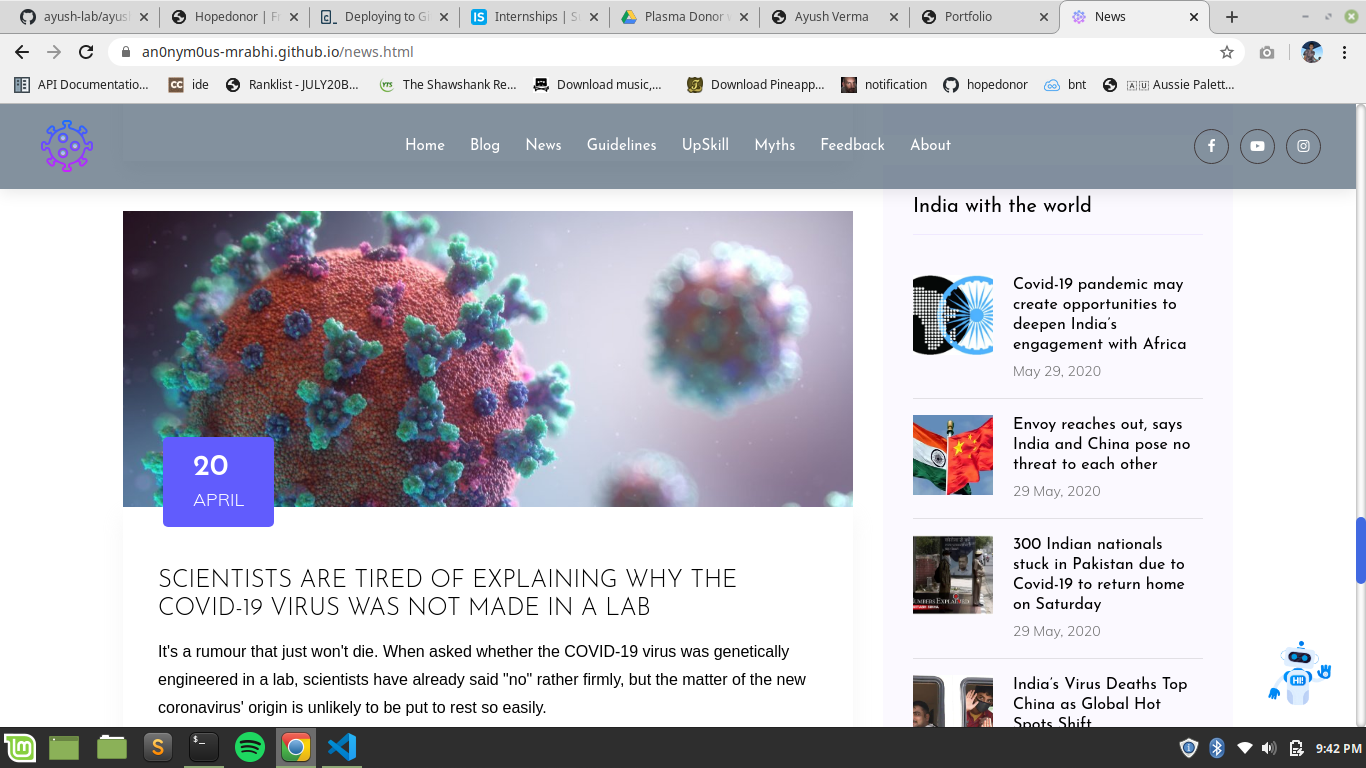 ayush-lab/ayus
Hopedonor | Fr
Deploying to Gi
Internships | S
Plasma Donor
Ayush Verma
Portfolio
News
an0nym0us-mrabhi.github.io/news.html
API Documentatio...
ide
Ranklist - JULY20B...
The Shawshank Re...
Download music,...
Download Pineapp...
notification
hopedonor
bnt
Aussie Palett...
Home
Blog
News
Guidelines
UpSkill
Myths
Feedback
About
20
APRIL
SCIENTISTS ARE TIRED OF EXPLAINING WHY THE
COVID-19 VIRUS WAS NOT MADE IN A LAB
It's a rumour that just won't die. When asked whether the COVID-19 virus was genetically
engineered in a lab, scientists have already said "no" rather firmly, but the matter of the new
coronavirus' origin is unlikely to be put to rest so easily.
India with the world
Covid-19 pandemic may
create opportunities to
deepen India's
engagement with Africa
May 29, 2020
Envoy reaches out, says
India and China pose no
threat to each other
29 May, 2020
300 Indian nationals
stuck in Pakistan due to
Covid-19 to return home
on Saturday
29 May, 2020
India's Virus Deaths Top
China as Global Hot
Spots Shift
HI!
9:42 PM